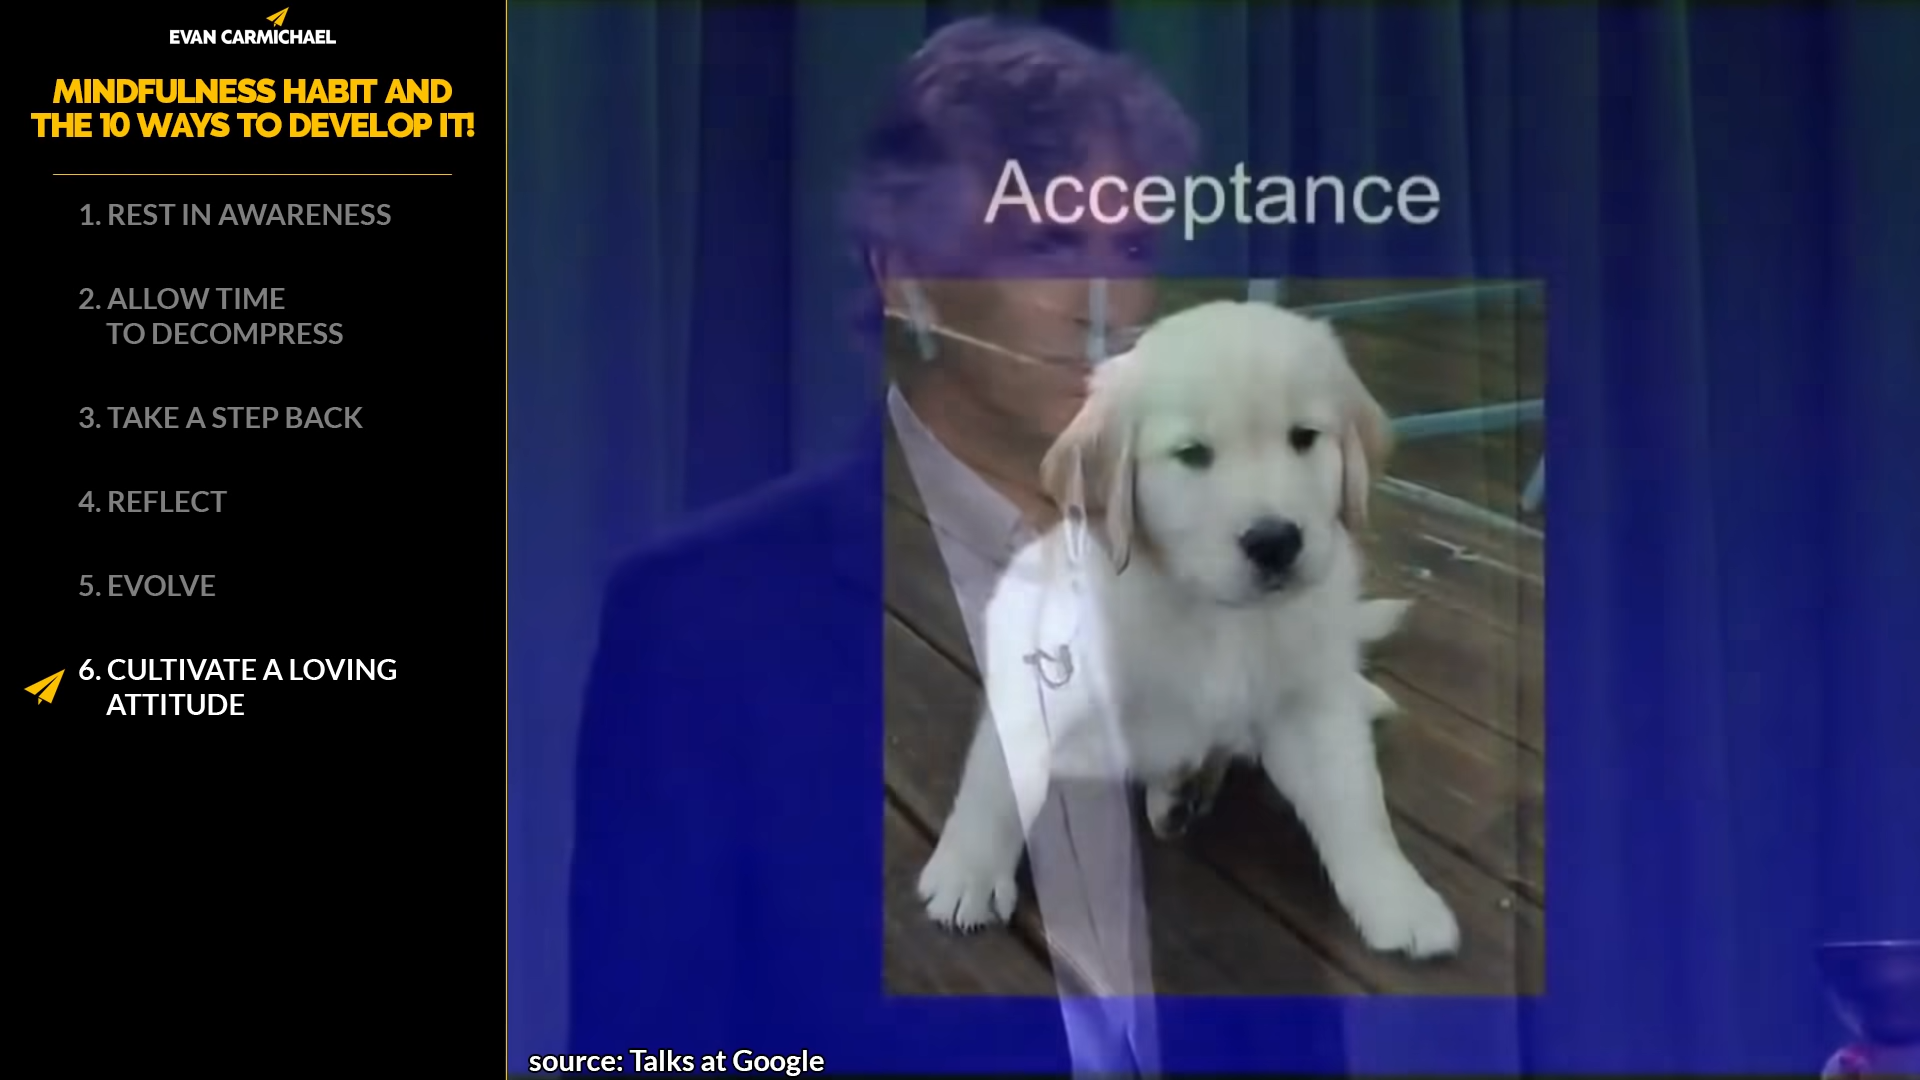 EVAN CARMICHAEL
MINDFULNESS HABIT AND
THE 10 WAYS TO DEVELOP IT!
1. REST IN AWARENESS
2. ALLOW TIME
TO DECOMPRESS
3. TAKE A STEP BACK
4. REFLECT
5. EVOLVE
6. CULTIVATE A LOVING
ATTITUDE
Acceptance
source: Talks at Google